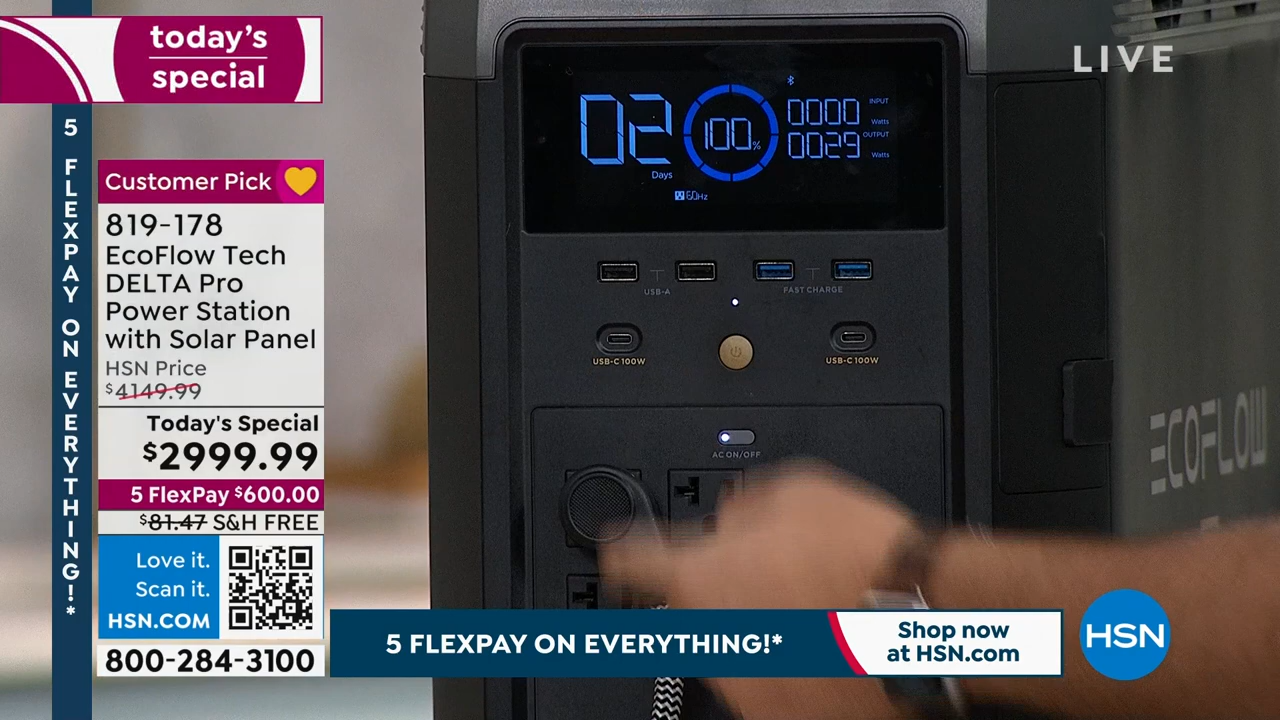 today's
special
LIVE
5 FLEXPAY ON EVERYTHING!*
Customer Pick
819-178
EcoFlow Tech
DELTA Pro
Power Station
with Solar Panel
HSN Price
$4149.99
Today's Special
$2999.99
5 FlexPay $600.00
$81.47 S&H FREE
Love it.
Scan it.
HSN.COM
800-284-3100
02
Days
100%
0000
INPUT
Watts
0029
OUTPUT
Watts
60Hz
USB-A
FAST CHARGE
USB-C 100W
USB-C 100W
AC ON/OFF
ECOFLOW
5 FLEXPAY ON EVERYTHING!*
Shop now
at HSN.com
HSN